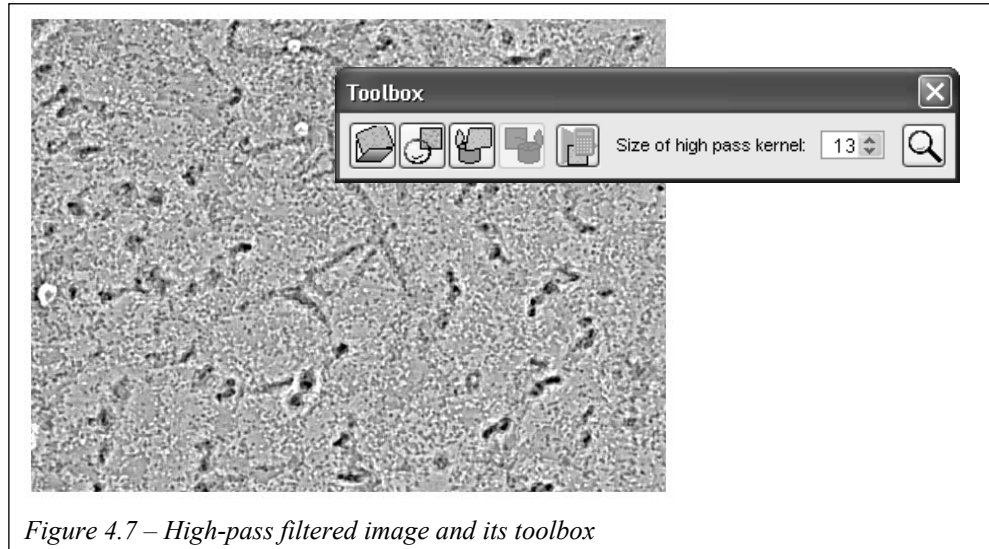 Toolbox
Size of high pass kernel: 13
Figure 4.7 – High-pass filtered image and its toolbox